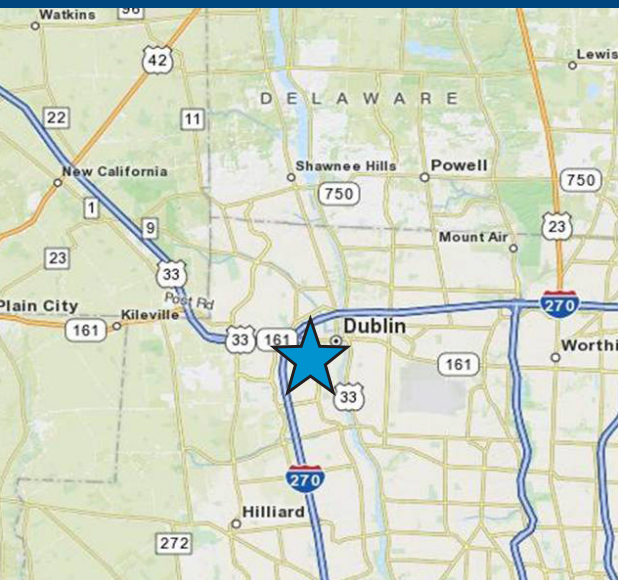 Watkins
42
Lewis
DELAWARE
22
11
New California
Shawnee Hills
Powell
750
750
1
9
23
Mount Air
23
33
Post Rd
270
Plain City
Kileville
161
33
161
Dublin
161
Worthi
33
270
Hilliard
272